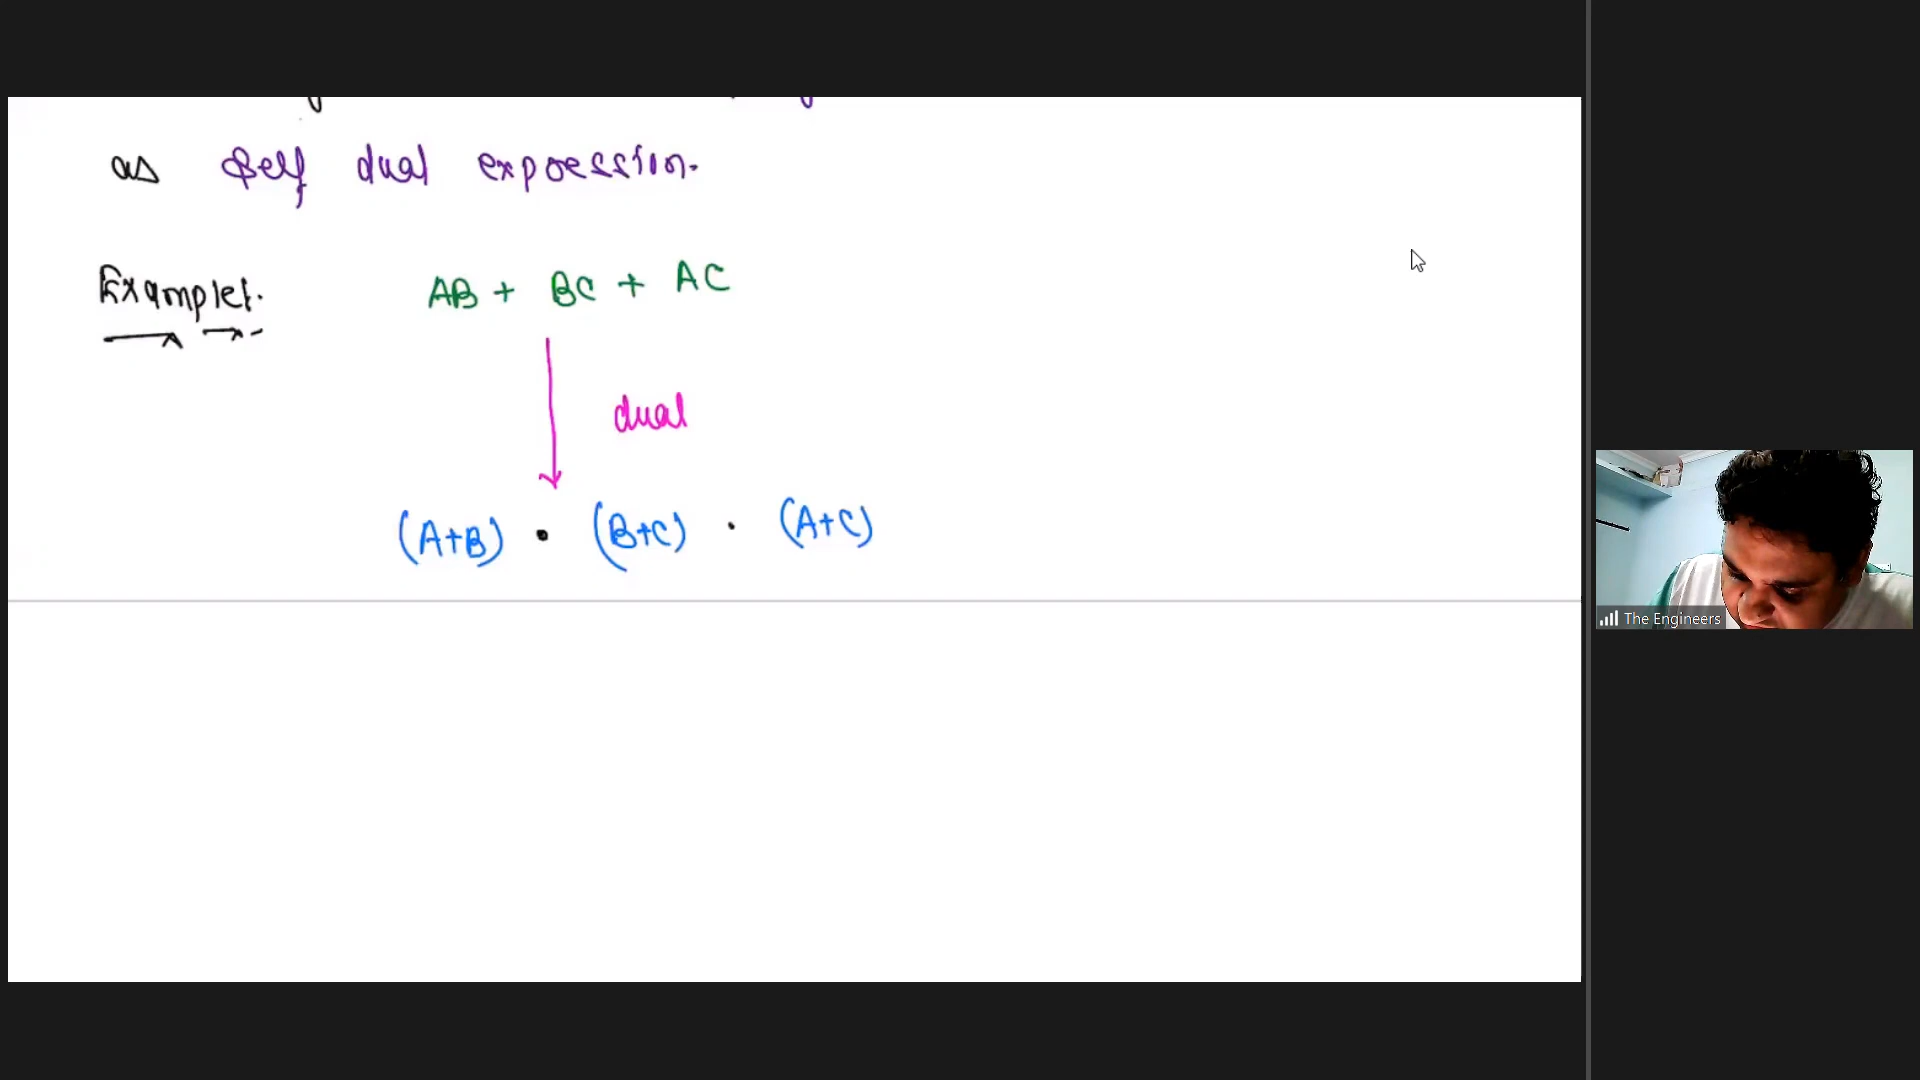 as Self dual expression.
Example:
AB + BC + AC
dual
(A+B) • (B+C) · (A+C)
The Engineers